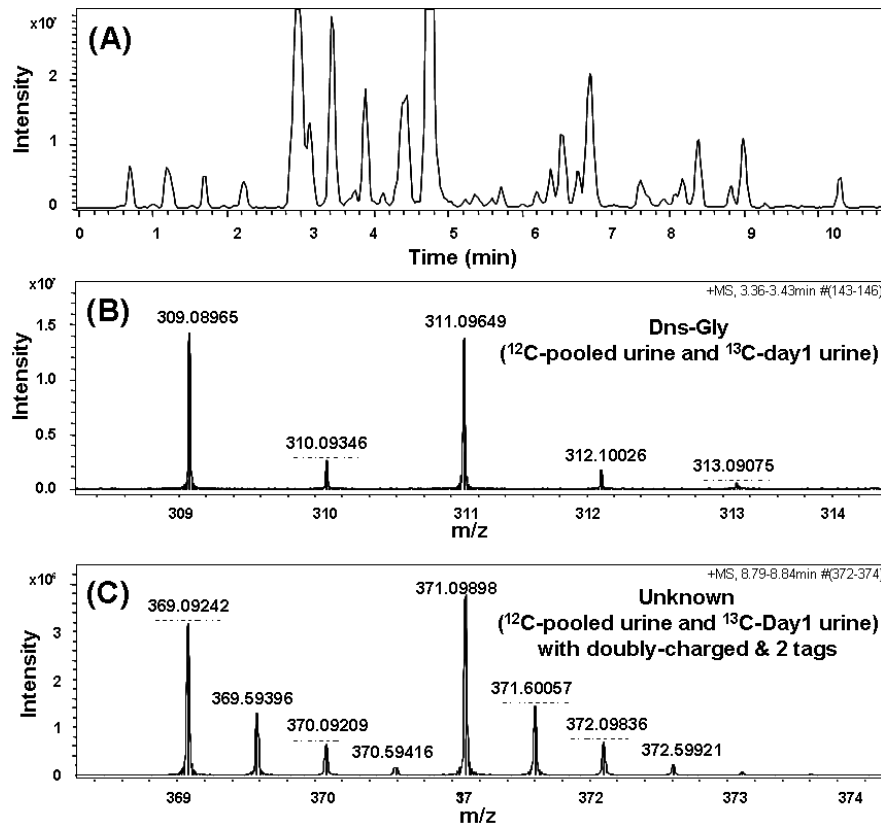 (A)
x10⁷
2
1
0
Intensity
0 1 2 3 4 5 6 7 8 9 10
Time (min)
(B)
x10⁷
+MS, 3.36-3.43min #(143-146)
309.08965
311.09649
Dns-Gly
(¹²C-pooled urine and ¹³C-day1 urine)
1.5
1.0
0.5
0.0
Intensity
310.09346
312.10026
313.09075
309 310 311 312 313 314
m/z
(C)
x10⁶
+MS, 8.79-8.84min #(372-374)
369.09242
371.09898
Unknown
(¹²C-pooled urine and ¹³C-Day1 urine)
with doubly-charged & 2 tags
3
2
1
0
Intensity
369.59396
370.09209
370.59416
371.60057
372.09836
372.59921
369 370 37 372 373 374
m/z